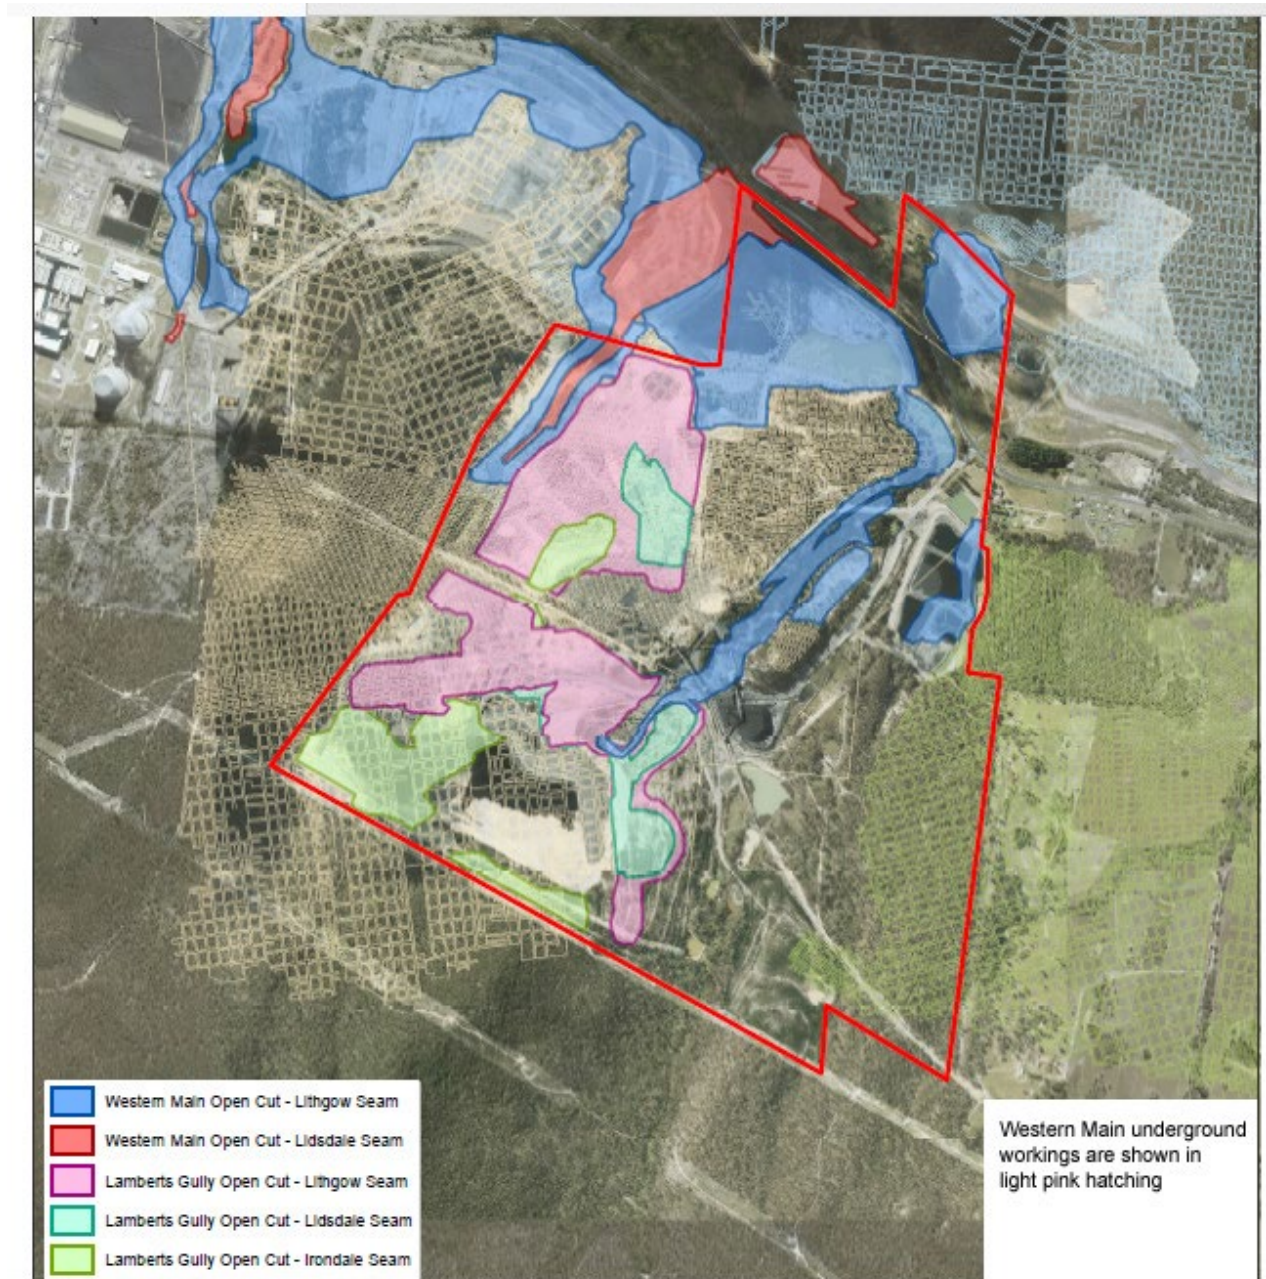 Western Main Open Cut - Lithgow Seam
Western Main Open Cut - Lidsdale Seam
Lamberts Gully Open Cut - Lithgow Seam
Lamberts Gully Open Cut - Lidsdale Seam
Lamberts Gully Open Cut - Irondale Seam
Western Main underground
workings are shown in
light pink hatching